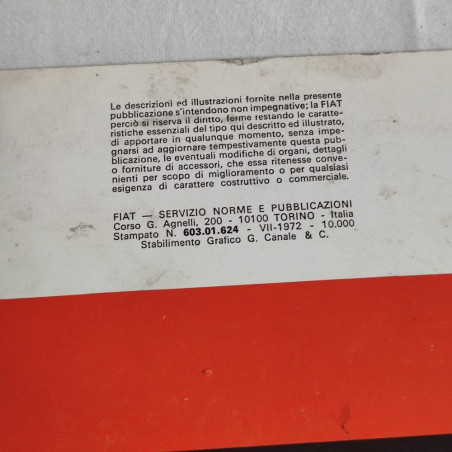 Le descrizioni ed illustrazioni fornite nella presente
pubblicazione s'intendono non impegnative; la FIAT
perciò si riserva il diritto, ferme restando le caratte-
ristiche essenziali del tipo qui descritto ed illustrato,
di apportare in qualunque momento, senza impe-
gnarsi ad aggiornare tempestivamente questa pub-
blicazione, le eventuali modifiche di organi, dettagli
o forniture di accessori, che essa ritenesse conve-
nienti per scopo di miglioramento o per qualsiasi
esigenza di carattere costruttivo o commerciale.
FIAT — SERVIZIO NORME E PUBBLICAZIONI
Corso G. Agnelli, 200 - 10100 TORINO - Italia
Stampato N. 603.01.624 - VII-1972 - 10.000
Stabilimento Grafico G. Canale & C.